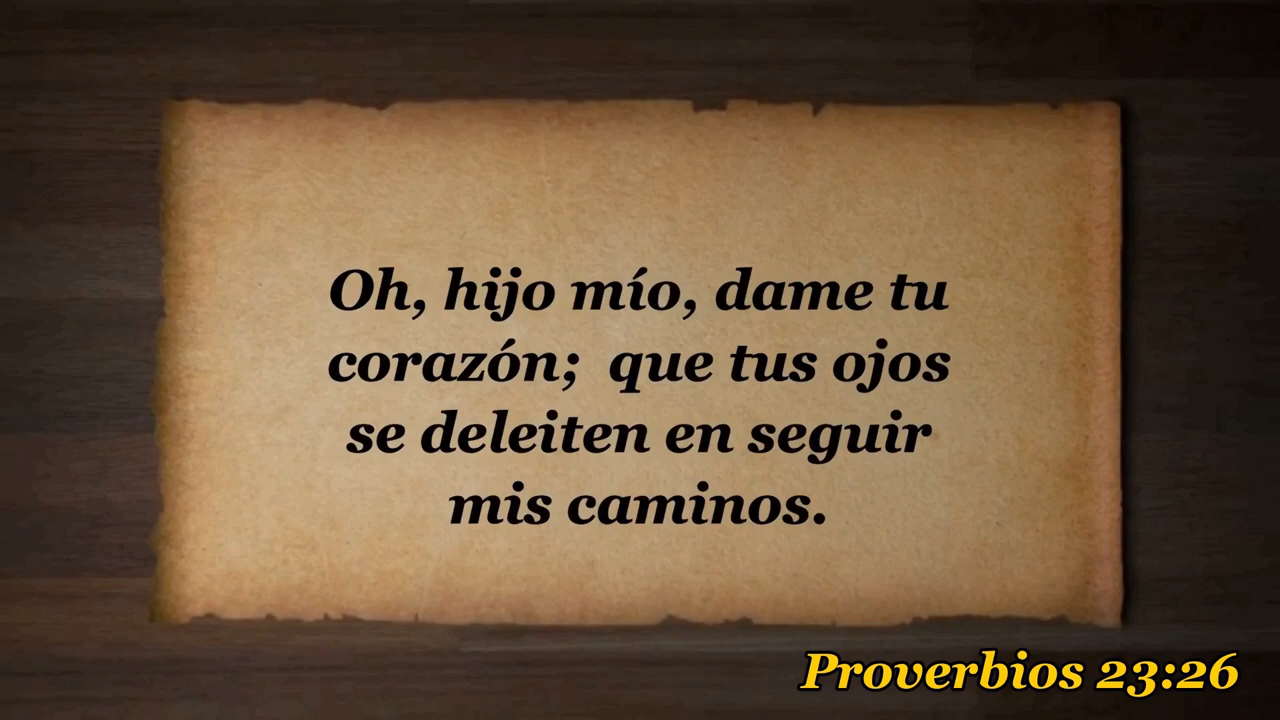 Oh, hijo mío, dame tu
corazón;  que tus ojos
se deleiten en seguir
mis caminos.
Proverbios 23:26